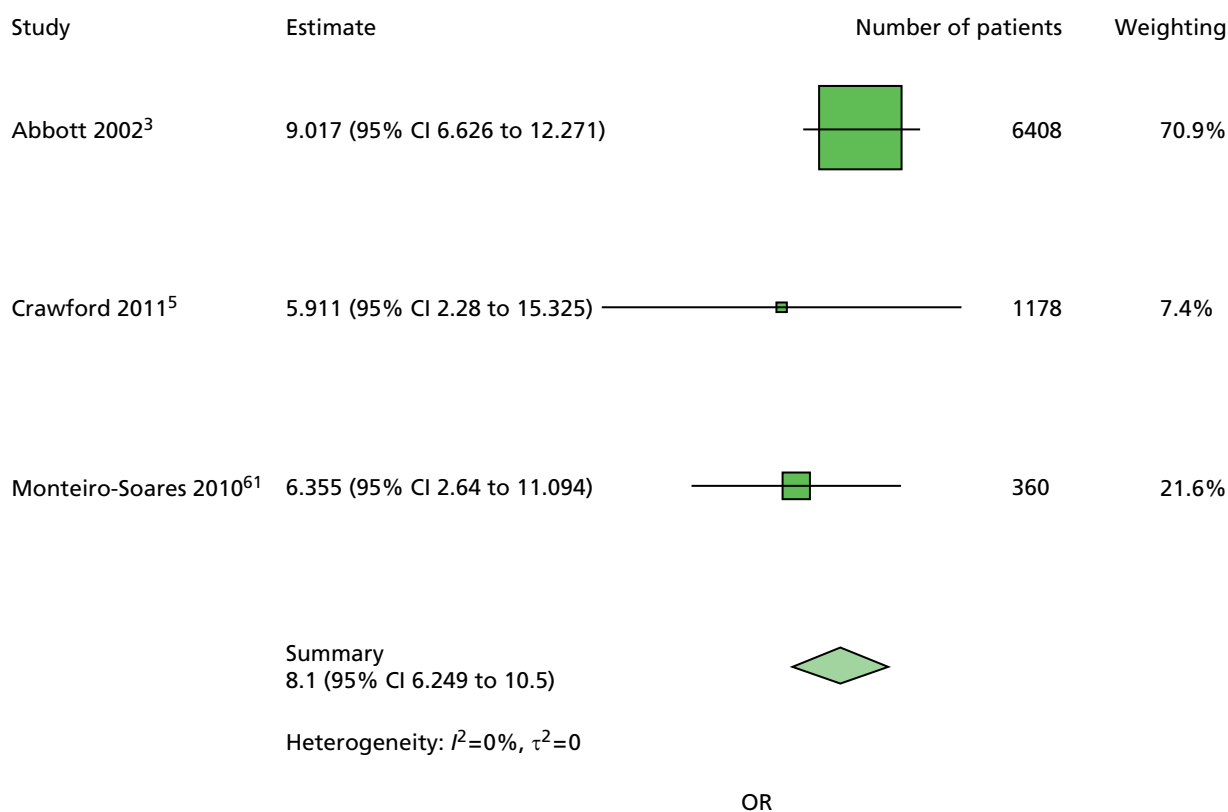 Study Estimate Number of patients Weighting
Abbott 2002³ 9.017 (95% CI 6.626 to 12.271) 6408 70.9%
Crawford 2011⁵ 5.911 (95% CI 2.28 to 15.325) 1178 7.4%
Monteiro-Soares 2010⁶¹ 6.355 (95% CI 2.64 to 11.094) 360 21.6%
Summary
8.1 (95% CI 6.249 to 10.5)
Heterogeneity: I²=0%, τ²=0
OR